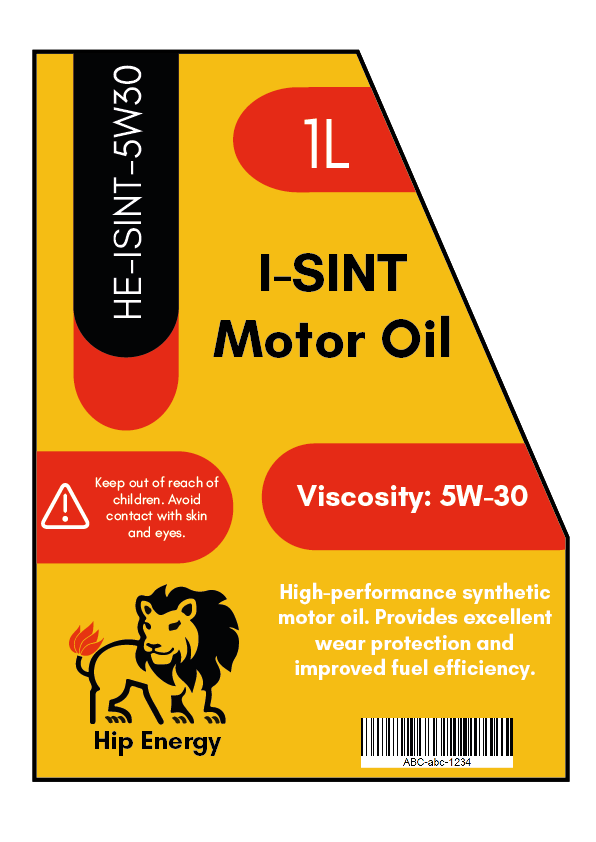 HE-ISINT-5W30
1L
I-SINT
Motor Oil
Keep out of reach of
children. Avoid
contact with skin
and eyes.
Viscosity: 5W-30
High-performance synthetic
motor oil. Provides excellent
wear protection and
improved fuel efficiency.
Hip Energy
ABC-abc-1234